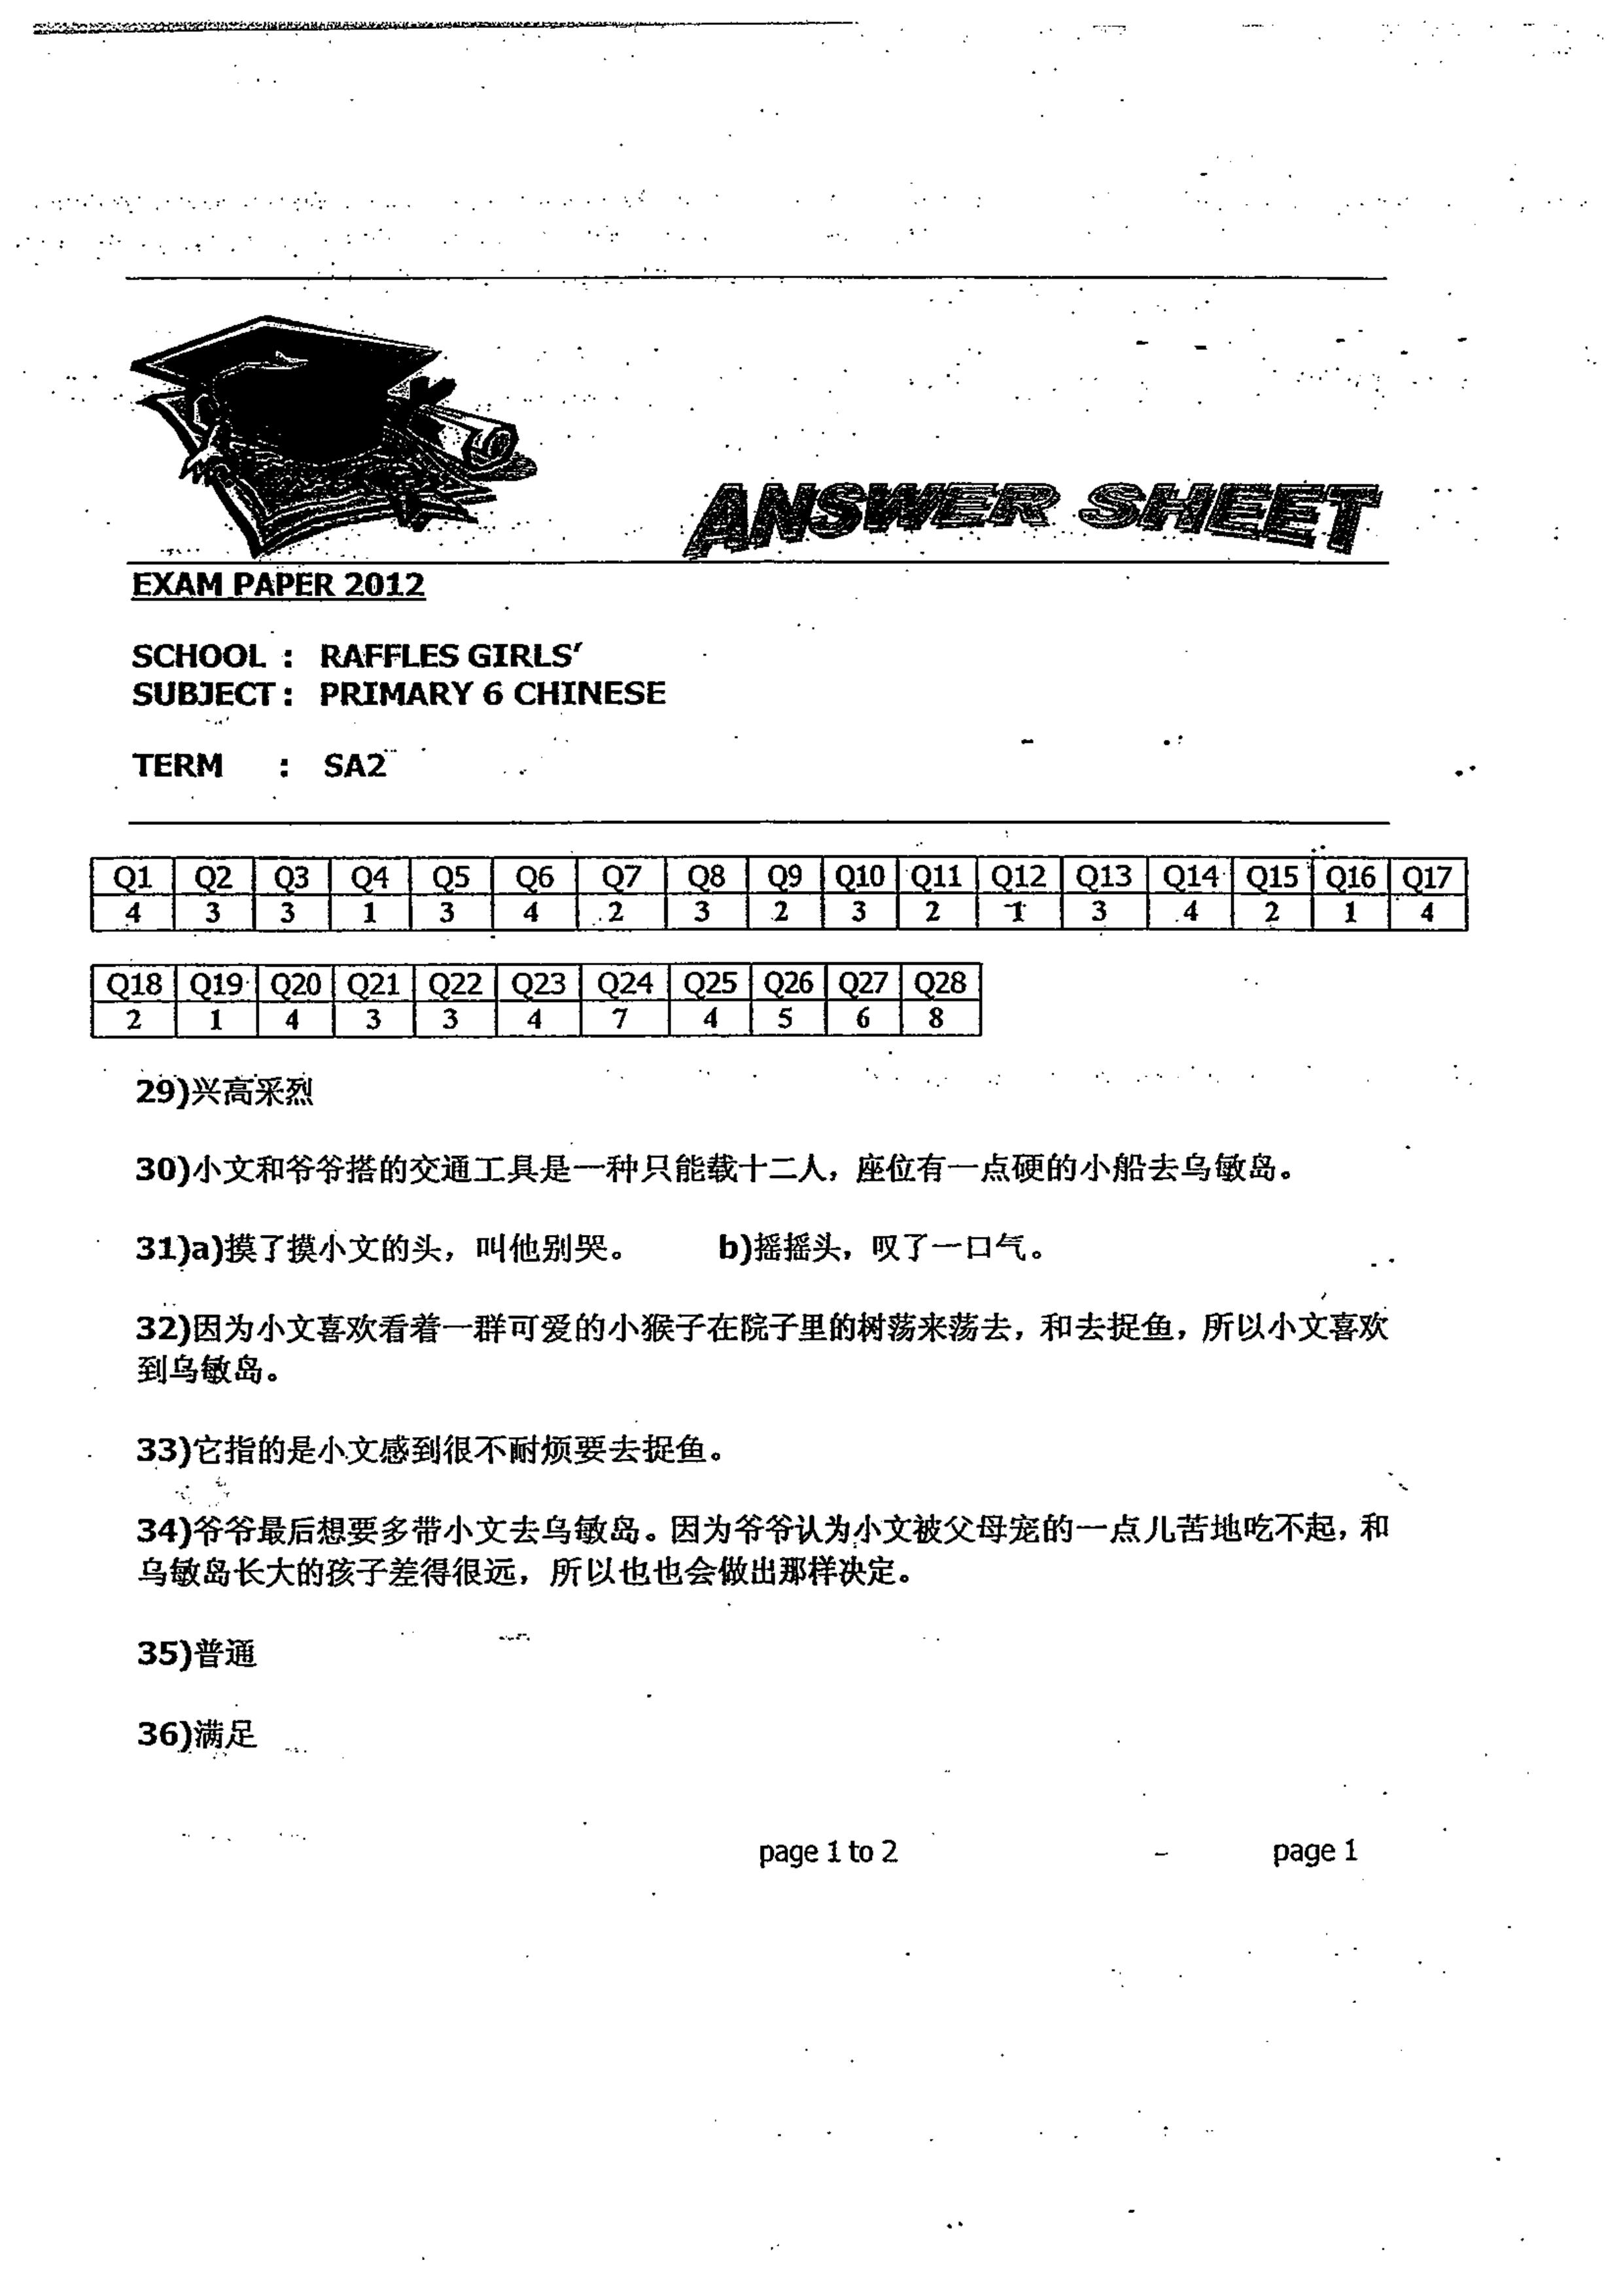 ANSWER SHEET
EXAM PAPER 2012
SCHOOL : RAFFLES GIRLS'
SUBJECT : PRIMARY 6 CHINESE
TERM : SA2
Q1 Q2 Q3 Q4 Q5 Q6 Q7 Q8 Q9 Q10 Q11 Q12 Q13 Q14 Q15 Q16 Q17
4 3 3 1 3 4 2 3 2 3 2 1 3 4 2 1 4
Q18 Q19 Q20 Q21 Q22 Q23 Q24 Q25 Q26 Q27 Q28
2 1 4 3 3 4 7 4 5 6 8
29)兴高采烈
30)小文和爷爷搭的交通工具是一种只能载十二人，座位有一点硬的小船去乌敏岛。
31)a)摸了摸小文的头，叫他别哭。 b)摇摇头，叹了一口气。
32)因为小文喜欢看着一群可爱的小猴子在院子里的树荡来荡去，和去捉鱼，所以小文喜欢
到乌敏岛。
33)它指的是小文感到很不耐烦要去捉鱼。
34)爷爷最后想要多带小文去乌敏岛。因为爷爷认为小文被父母宠的一点儿苦地吃不起，和
乌敏岛长大的孩子差得很远，所以也也会做出那样决定。
35)普通
36)满足
page 1 to 2 page 1